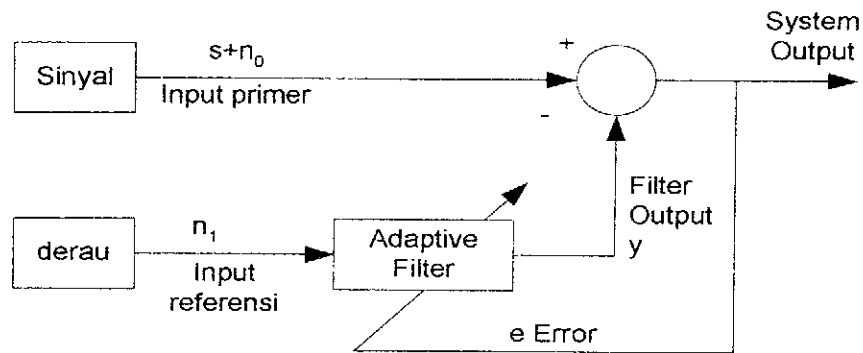 System
Output
s+n₀
+
Sinyal
Input primer
-
Filter
Output
y
n₁
Adaptive
Filter
derau
Input
referensi
e Error